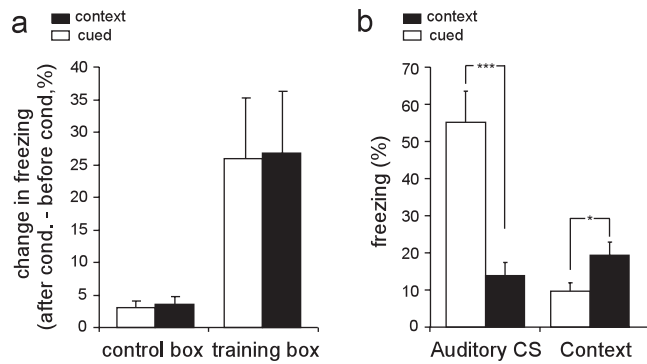 a
context
cued
change in freezing
(after cond. - before cond,%)
40
35
30
25
20
15
10
5
0
control box training box
b
context
cued
freezing (%)
70
60
50
40
30
20
10
0
***
*
Auditory CS Context